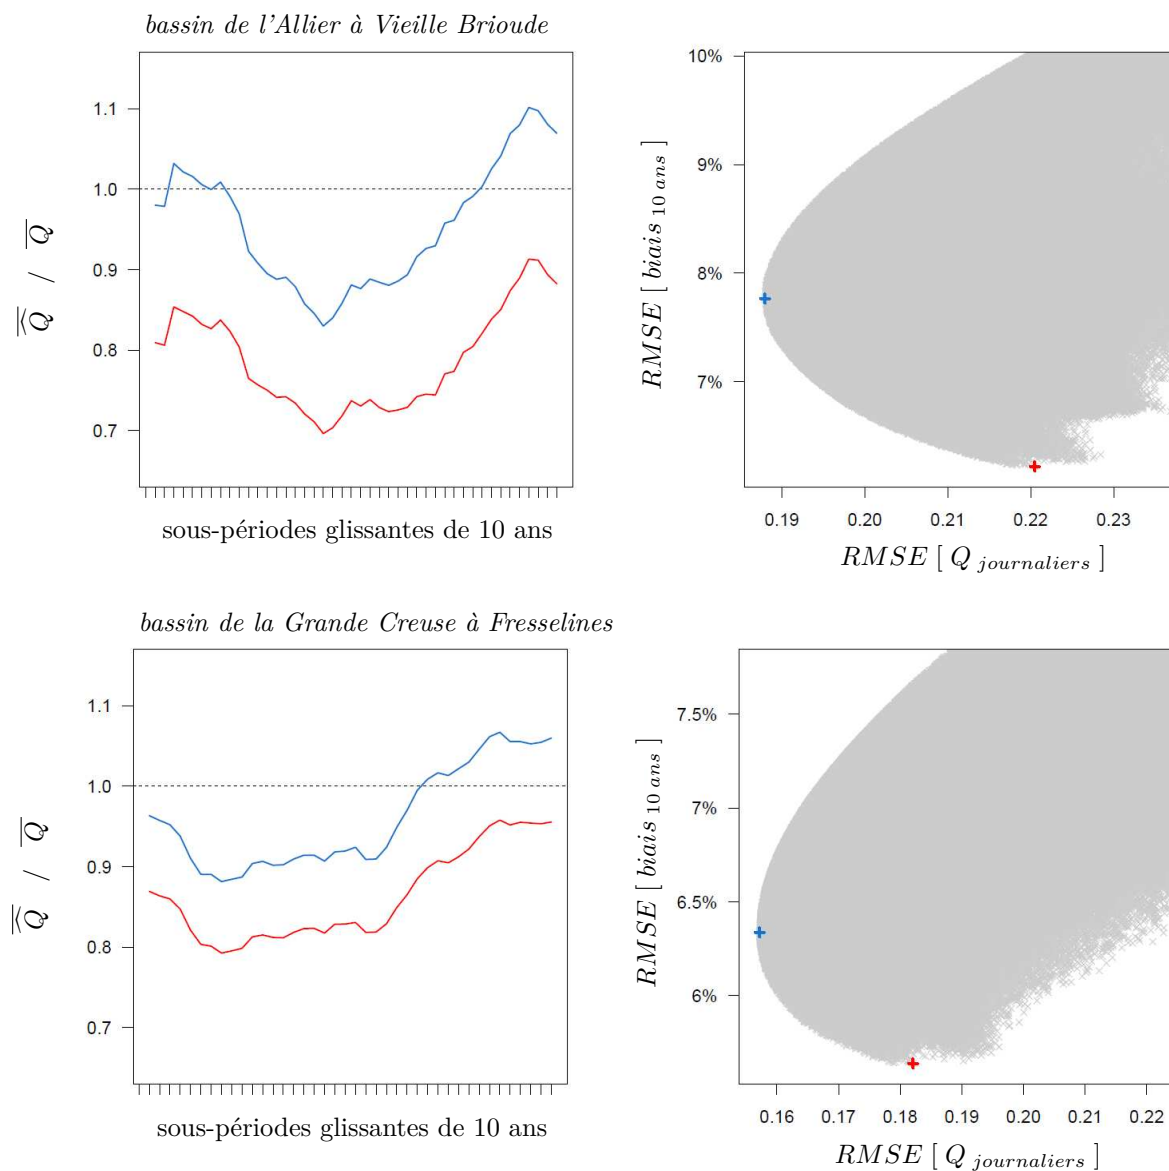 bassin de l'Allier à Vieille Brioude
1.1
1.0
0.9
0.8
0.7
Q̂ / Q
sous-périodes glissantes de 10 ans
10%
9%
8%
7%
RMSE [ biais 10 ans ]
0.19 0.20 0.21 0.22 0.23
RMSE [ Q journaliers ]
bassin de la Grande Creuse à Fresselines
1.1
1.0
0.9
0.8
0.7
Q̂ / Q
sous-périodes glissantes de 10 ans
7.5%
7%
6.5%
6%
RMSE [ biais 10 ans ]
0.16 0.17 0.18 0.19 0.20 0.21 0.22
RMSE [ Q journaliers ]